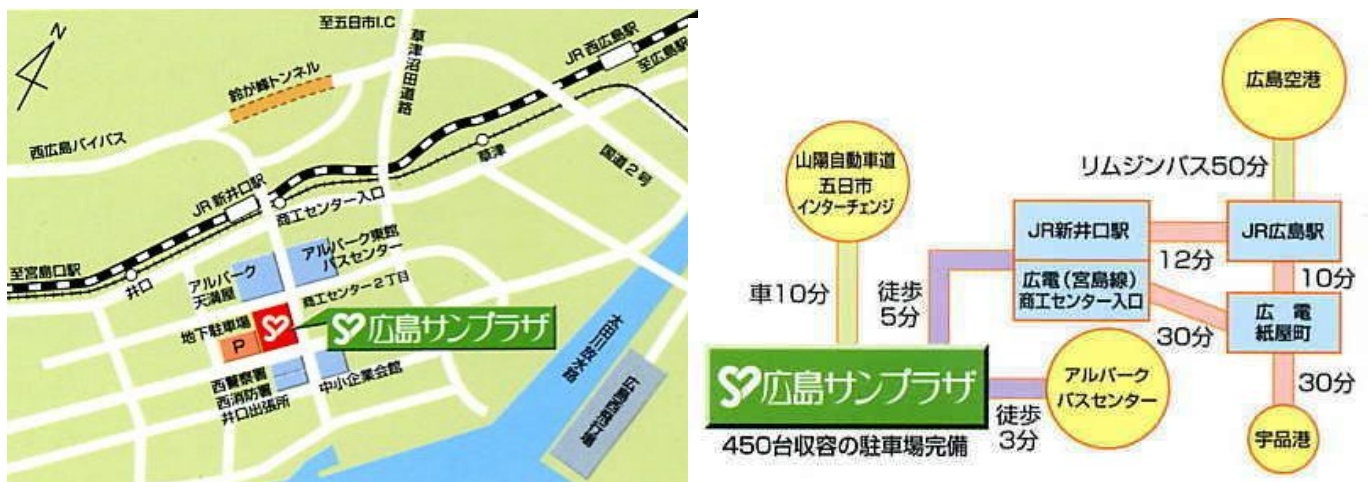 N
至五日市I.C
草津沼田道路
JR西広島駅
至広島駅
鈴が峰トンネル
西広島バイパス
草津
国道2号
JR新井口駅
商工センター入口
至宮島口駅
井口
アルパーク
天満屋
アルパーク東館
バスセンター
商工センター2丁目
地下駐車場
P
広島サンプラザ
西警察署
西消防署
井口出張所
中小企業会館
太田川放水路
広島西飛行場
広島空港
リムジンバス50分
山陽自動車道
五日市
インターチェンジ
JR新井口駅
JR広島駅
12分
広電(宮島線)
商工センター入口
10分
車10分
徒歩
5分
30分
広電
紙屋町
広島サンプラザ
アルパーク
バスセンター
30分
徒歩
3分
宇品港
450台収容の駐車場完備